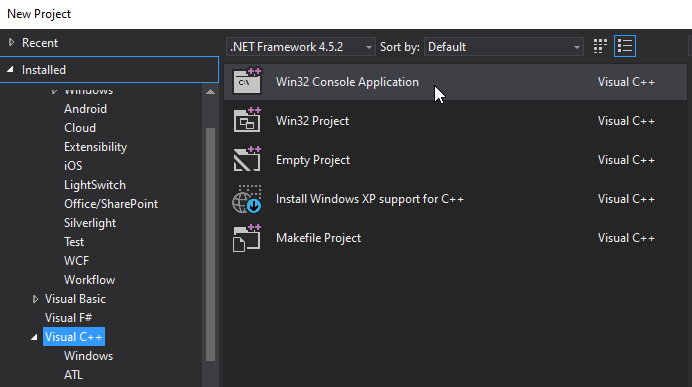 New Project
Recent
.NET Framework 4.5.2
Sort by:
Default
Installed
Windows
Android
Cloud
Extensibility
iOS
LightSwitch
Office/SharePoint
Silverlight
Test
WCF
Workflow
Visual Basic
Visual F#
Visual C++
Windows
ATL
C:\
Win32 Console Application
Visual C++
Win32 Project
Visual C++
Empty Project
Visual C++
Install Windows XP support for C++
Visual C++
Makefile Project
Visual C++